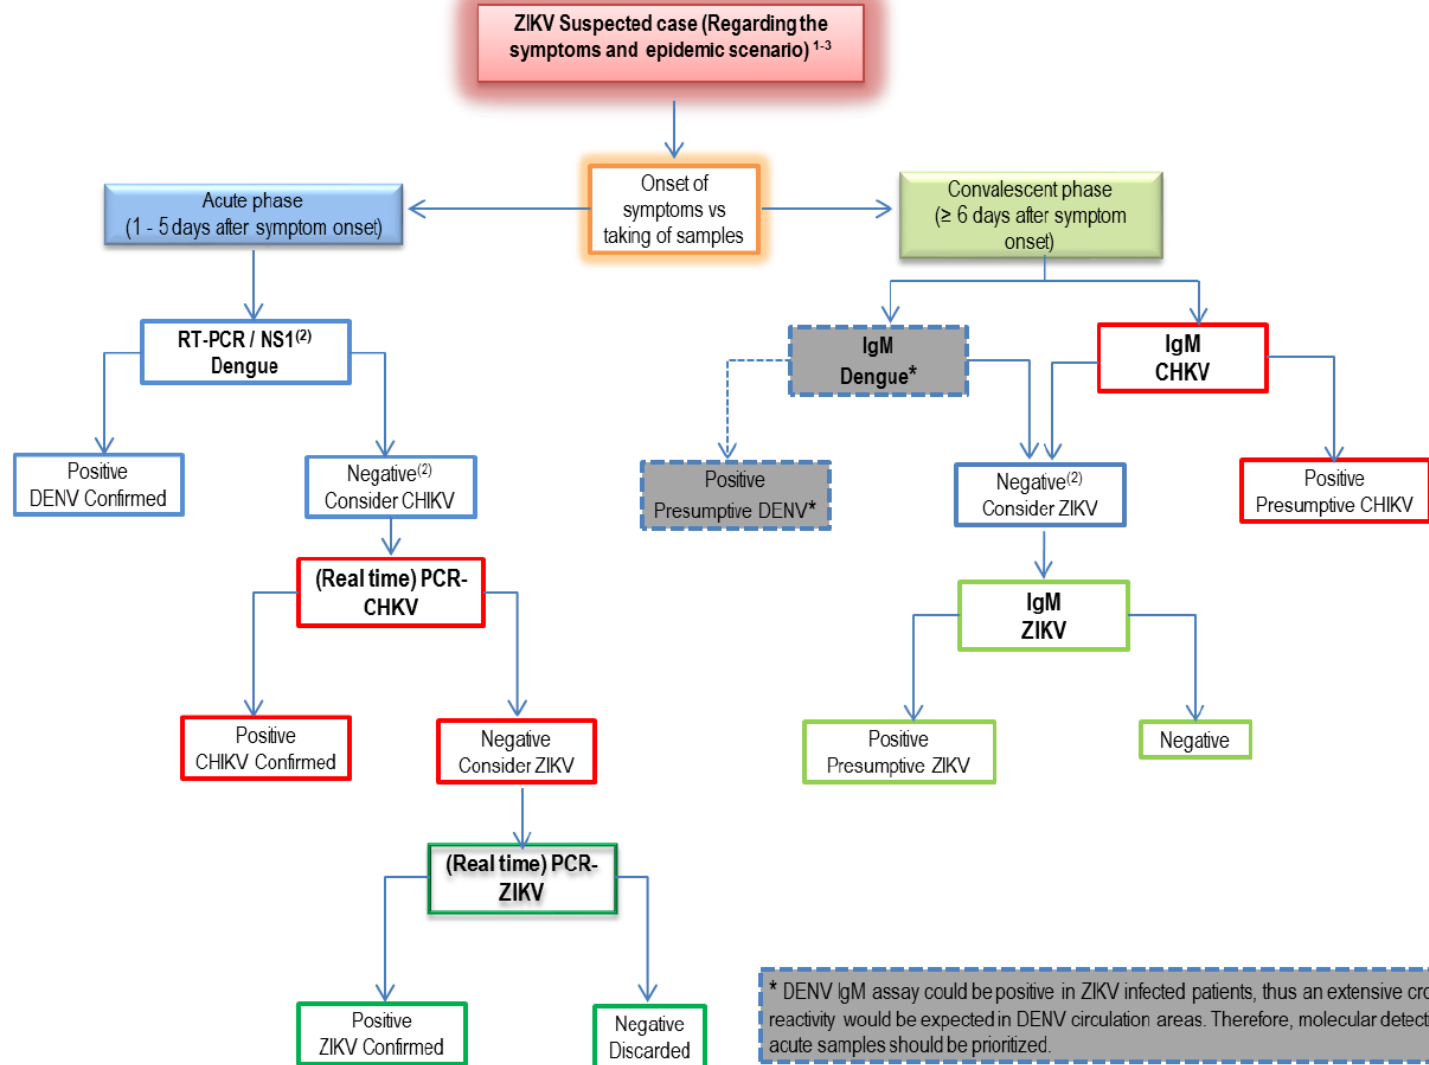 ZIKV Suspected case (Regarding the
symptoms and epidemic scenario) 1-3
Onset of
symptoms vs
taking of samples
Acute phase
(1 - 5 days after symptom onset)
Convalescent phase
(≥ 6 days after symptom
onset)
RT-PCR / NS1(2)
Dengue
IgM
Dengue*
IgM
CHKV
Positive
DENV Confirmed
Negative(2)
Consider CHIKV
Positive
Presumptive DENV*
Negative(2)
Consider ZIKV
Positive
Presumptive CHIKV
(Real time) PCR-
CHKV
IgM
ZIKV
Positive
CHIKV Confirmed
Negative
Consider ZIKV
Positive
Presumptive ZIKV
Negative
(Real time) PCR-
ZIKV
Positive
ZIKV Confirmed
Negative
Discarded
* DENV IgM assay could be positive in ZIKV infected patients, thus an extensive
reactivity would be expected in DENV circulation areas. Therefore, molecular
acute samples should be prioritized.